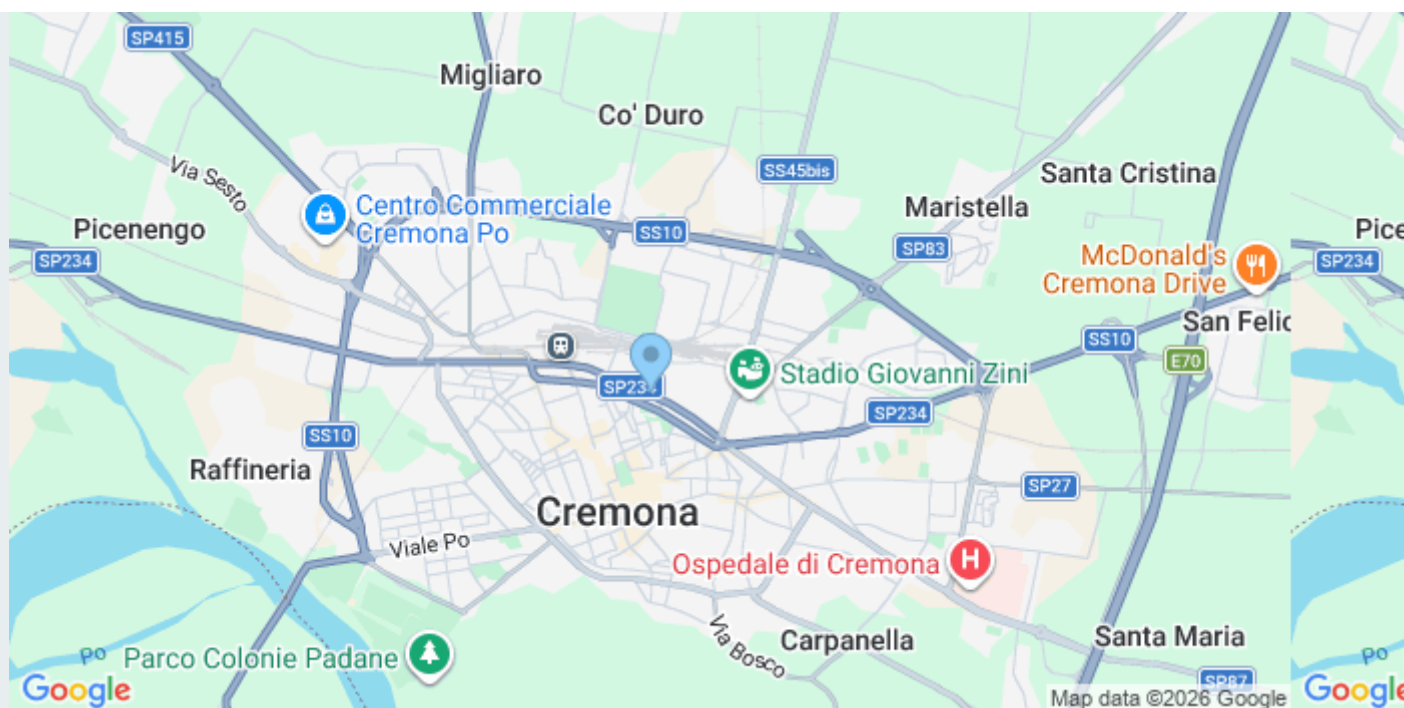 SP415
Migliaro
Co' Duro
SS45bis
Via Sesto
Santa Cristina
Centro Commerciale
Cremona Po
Maristella
Picenengo
SS10
SP83
McDonald's
Cremona Drive
SP234
SP234
San Felic
SS10
E70
Stadio Giovanni Zini
SP234
SS10
Raffineria
SP27
Cremona
Viale Po
Ospedale di Cremona
Via Bosco
Carpanella
Santa Maria
Po
Parco Colonie Padane
Po
SP87
Google
Map data ©2026 Google
Google